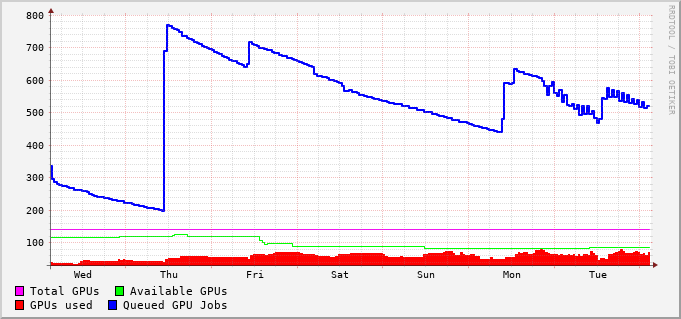 800
700
600
500
400
300
200
100
Wed Thu Fri Sat Sun Mon Tue
Total GPUs Available GPUs
GPUs used Queued GPU Jobs
RRDTOOL / TOBI OETIKER